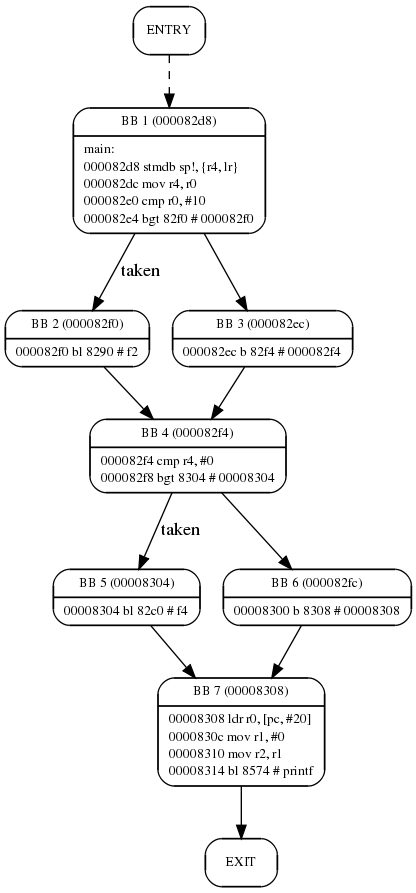 ENTRY
BB 1 (000082d8)
main:
000082d8 stmdb sp!, {r4, lr}
000082dc mov r4, r0
000082e0 cmp r0, #10
000082e4 bgt 82f0 # 000082f0
taken
BB 2 (000082f0)
000082f0 bl 8290 # f2
BB 3 (000082ec)
000082ec b 82f4 # 000082f4
BB 4 (000082f4)
000082f4 cmp r4, #0
000082f8 bgt 8304 # 00008304
taken
BB 5 (00008304)
00008304 bl 82c0 # f4
BB 6 (000082fc)
00008300 b 8308 # 00008308
BB 7 (00008308)
00008308 ldr r0, [pc, #20]
0000830c mov r1, #0
00008310 mov r2, r1
00008314 bl 8574 # printf
EXIT